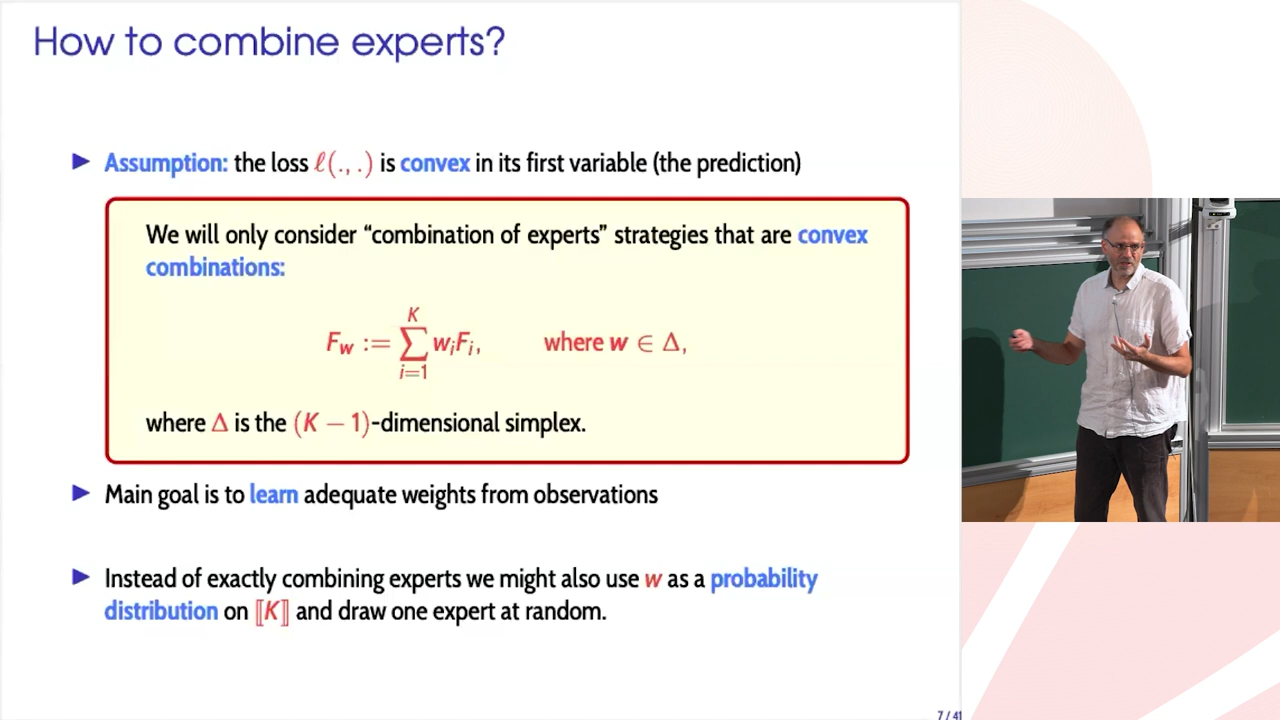 How to combine experts?
▶ Assumption: the loss ℓ(., .) is convex in its first variable (the prediction)
We will only consider “combination of experts” strategies that are convex
combinations:
F_w := ∑_{i=1}^{K} w_i F_i, where w ∈ Δ,
where Δ is the (K − 1)-dimensional simplex.
▶ Main goal is to learn adequate weights from observations
▶ Instead of exactly combining experts we might also use w as a probability
distribution on ⟦K⟧ and draw one expert at random.
7 / 41